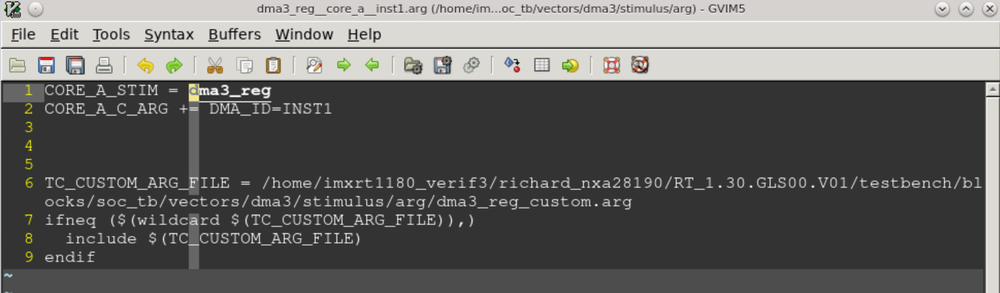 dma3_reg__core_a__inst1.arg (/home/im...oc_tb/vectors/dma3/stimulus/arg) - GVIM5
File Edit Tools Syntax Buffers Window Help
1 CORE_A_STIM = dma3_reg
2 CORE_A_C_ARG += DMA_ID=INST1
3
4
5
6 TC_CUSTOM_ARG_FILE = /home/imxrt1180_verif3/richard_nxa28190/RT_1.30.GLS00.V01/testbench/bl
ocks/soc_tb/vectors/dma3/stimulus/arg/dma3_reg_custom.arg
7 ifneq ($(wildcard $(TC_CUSTOM_ARG_FILE)),)
8   include $(TC_CUSTOM_ARG_FILE)
9 endif
~